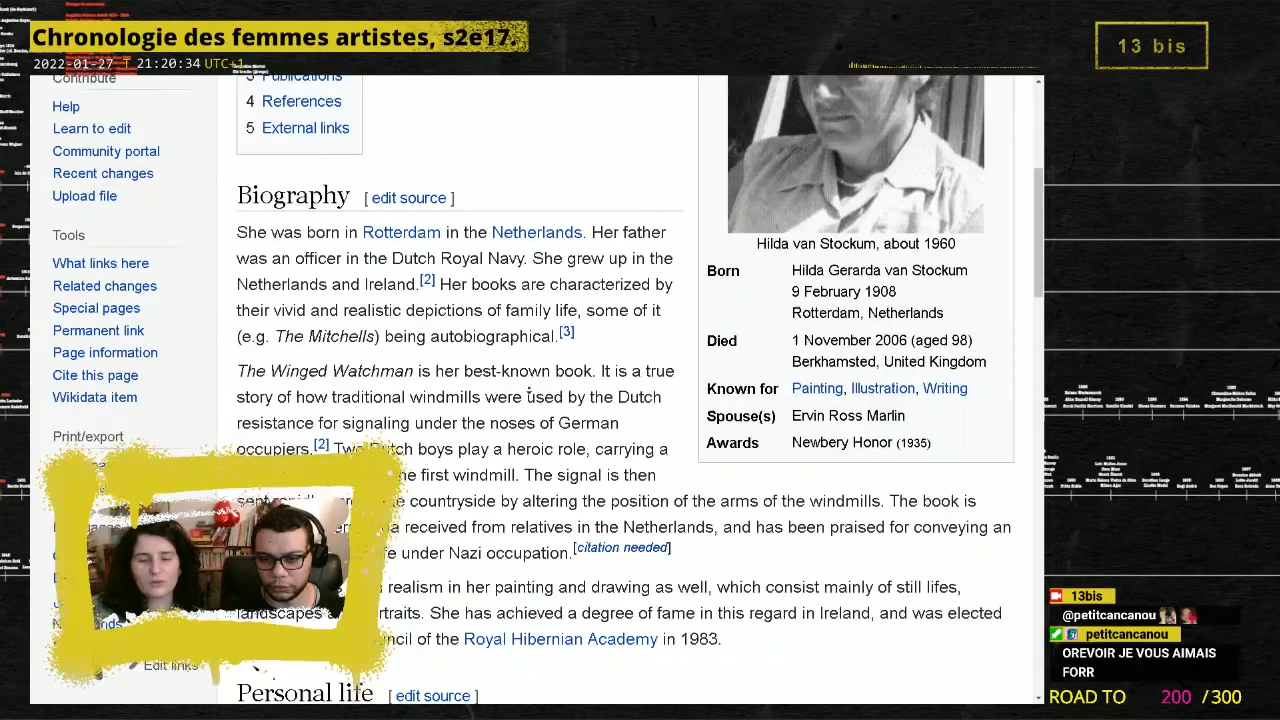 Chronologie des femmes artistes, s2e17.
2022-01-27 T 21:20:34 UTC+1
13 bis
Contribute
Help
Learn to edit
Community portal
Recent changes
Upload file
Tools
What links here
Related changes
Special pages
Permanent link
Page information
Cite this page
Wikidata item
Print/export
Edit links
3 Publications
4 References
5 External links
Biography [ edit source ]
She was born in Rotterdam in the Netherlands. Her father
was an officer in the Dutch Royal Navy. She grew up in the
Netherlands and Ireland.[2] Her books are characterized by
their vivid and realistic depictions of family life, some of it
(e.g. The Mitchells) being autobiographical.[3]
The Winged Watchman is her best-known book. It is a true
story of how traditional windmills were used by the Dutch
resistance for signaling under the noses of German
occupiers.[2] Two Dutch boys play a heroic role, carrying a
he first windmill. The signal is then
countryside by altering the position of the arms of the windmills. The book is
a received from relatives in the Netherlands, and has been praised for conveying an
e under Nazi occupation.[citation needed]
realism in her painting and drawing as well, which consist mainly of still lifes,
landscapes rtraits. She has achieved a degree of fame in this regard in Ireland, and was elected
ncil of the Royal Hibernian Academy in 1983.
Personal life [ edit source ]
Hilda van Stockum, about 1960
Born Hilda Gerarda van Stockum
9 February 1908
Rotterdam, Netherlands
Died 1 November 2006 (aged 98)
Berkhamsted, United Kingdom
Known for Painting, Illustration, Writing
Spouse(s) Ervin Ross Marlin
Awards Newbery Honor (1935)
13bis
@petitcancanou
petitcancanou
OREVOIR JE VOUS AIMAIS
FORR
ROAD TO 200 / 300